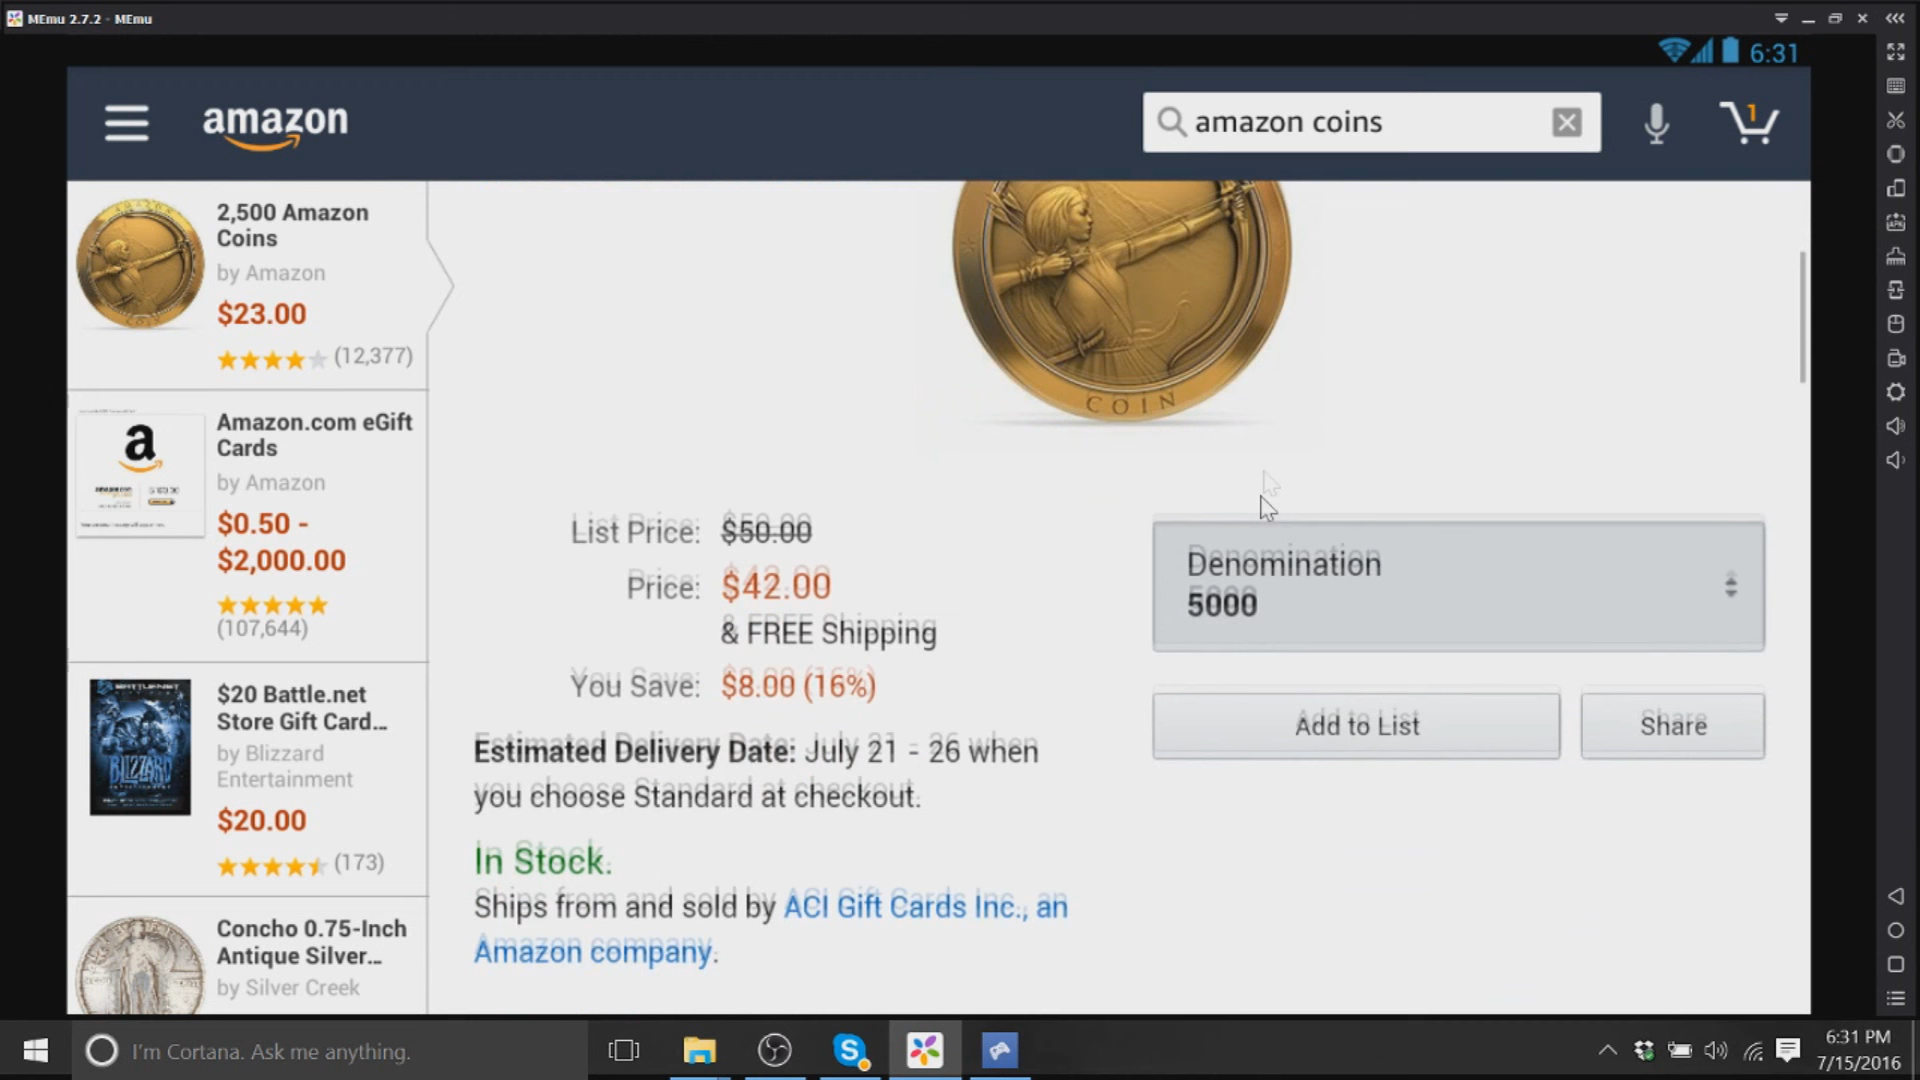 MEmu 2.7.2 - MEmu
6:31
amazon
amazon coins
1
2,500 Amazon
Coins
by Amazon
$23.00
(12,377)
Amazon.com eGift
Cards
by Amazon
$0.50 -
$2,000.00
(107,644)
$20 Battle.net
Store Gift Card...
by Blizzard
Entertainment
$20.00
(173)
Concho 0.75-Inch
Antique Silver...
by Silver Creek
COIN
List Price: $50.00
Price: $42.00
& FREE Shipping
You Save: $8.00 (16%)
Estimated Delivery Date: July 21 - 26 when
you choose Standard at checkout.
In Stock.
Ships from and sold by ACI Gift Cards Inc., an
Amazon company.
Denomination
5000
Add to List
Share
I'm Cortana. Ask me anything.
6:31 PM
7/15/2016